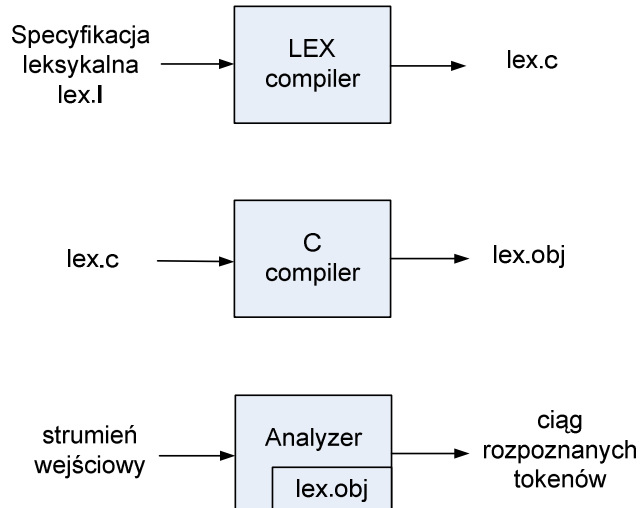 Specyfikacja
leksykalna
lex.l
LEX
compiler
lex.c
lex.c
C
compiler
lex.obj
strumień
wejściowy
Analyzer
lex.obj
ciąg
rozpoznanych
tokenów